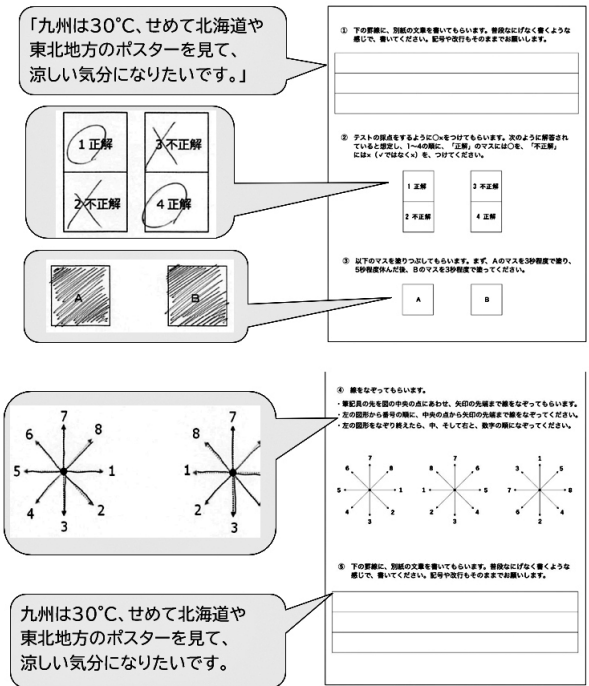 「九州は30℃、せめて北海道や
東北地方のポスターを見て、
涼しい気分になりたいです。」
① 下の罫線に、別紙の文章を書いてもらいます。普段なにげなく書くような
感じで、書いてください。記号や改行もそのままでお願いします。
1 正解
3 不正解
2 不正解
4 正解
② テストの採点をするように○×をつけてもらいます。次のように解答され
ていると想定し、1～4の順に、「正解」のマスには○を、「不正解」
には×（✓ではなく×）を、つけてください。
1 正解
3 不正解
2 不正解
4 正解
A
B
③ 以下のマスを塗りつぶしてもらいます。まず、Aのマスを3秒程度で塗り、
5秒程度休んだ後、Bのマスを3秒程度で塗ってください。
A
B
7
6
8
5
1
4
2
3
7
8
1
2
3
④ 線をなぞってもらいます。
・筆記具の先を図の中央の点にあわせ、矢印の先端まで線をなぞってもらいます。
・左の図形から番号の順に、中央の点から矢印の先端まで線をなぞってください。
・左の図形をなぞり終えたら、中、そして右と、数字の順になぞってください。
7
6
8
5
1
4
2
3
7
8
6
1
5
2
4
3
1
3
5
7
8
6
4
2
⑤ 下の罫線に、別紙の文章を書いてもらいます。普段なにげなく書くような
感じで、書いてください。記号や改行もそのままでお願いします。
九州は30℃、せめて北海道や
東北地方のポスターを見て、
涼しい気分になりたいです。